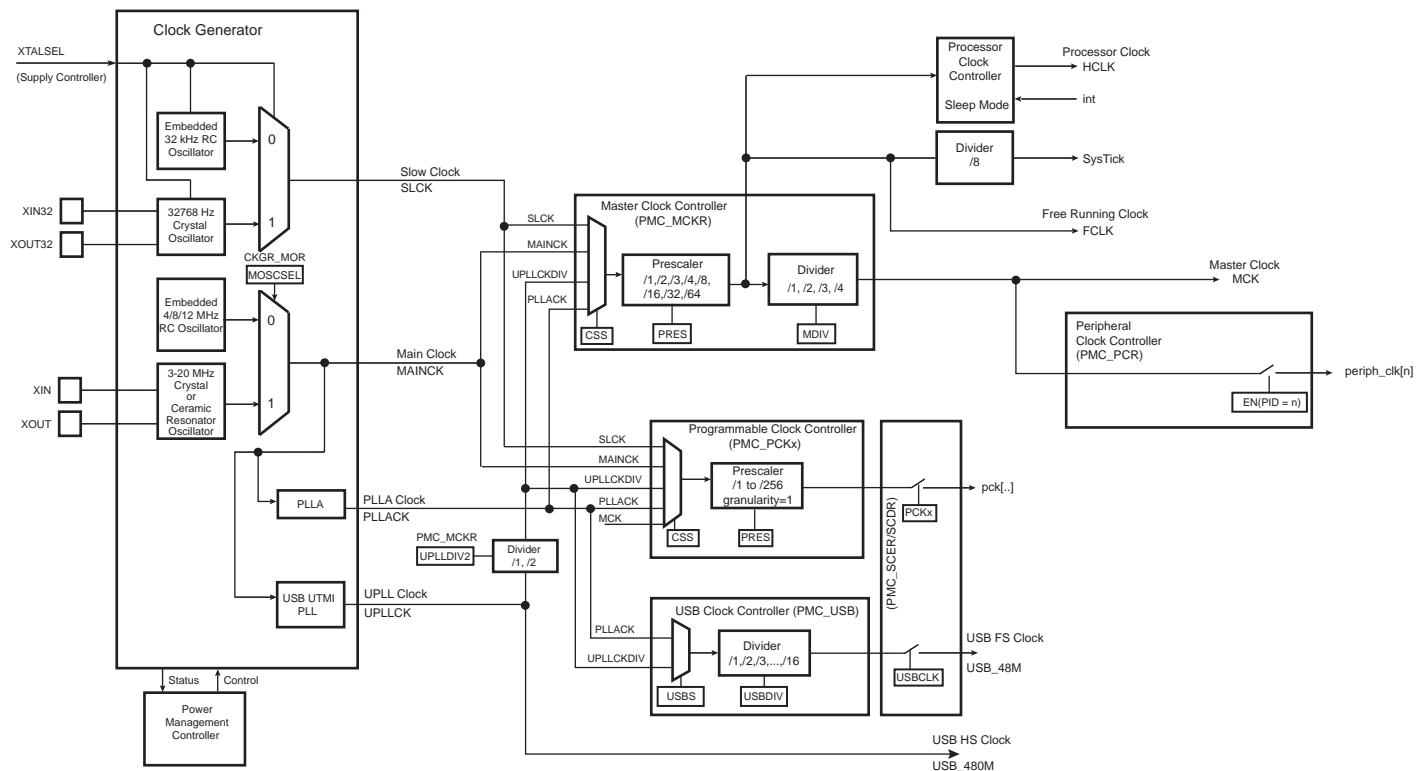 Clock Generator
XTALSEL
(Supply Controller)
Embedded
32 kHz RC
Oscillator
0
XIN32
XOUT32
32768 Hz
Crystal
Oscillator
1
CKGR_MOR
MOSCSEL
Embedded
4/8/12 MHz
RC Oscillator
0
XIN
XOUT
3-20 MHz
Crystal
or
Ceramic
Resonator
Oscillator
1
PLLA
USB UTMI
PLL
Status
Control
Power
Management
Controller
Slow Clock
SLCK
Main Clock
MAINCK
PLLA Clock
PLLACK
PMC_MCKR
UPLLDIV2
Divider
/1, /2
UPLL Clock
UPLLCK
Master Clock Controller
(PMC_MCKR)
SLCK
MAINCK
UPLLCKDIV
PLLACK
CSS
Prescaler
/1,/2,/3,/4,/8,
/16,/32,/64
PRES
Divider
/1, /2, /3, /4
MDIV
Processor
Clock
Controller
Sleep Mode
Processor Clock
HCLK
int
Divider
/8
SysTick
Free Running Clock
FCLK
Master Clock
MCK
Peripheral
Clock Controller
(PMC_PCR)
EN(PID = n)
periph_clk[n]
Programmable Clock Controller
(PMC_PCKx)
SLCK
MAINCK
UPLLCKDIV
PLLACK
MCK
CSS
Prescaler
/1 to /256
granularity=1
PRES
(PMC_SCER/SCDR)
PCKx
pck[..]
USB Clock Controller (PMC_USB)
PLLACK
UPLLCKDIV
USBS
Divider
/1,/2,/3,...,/16
USBDIV
USBCLK
USB FS Clock
USB_48M
USB HS Clock
USB_480M